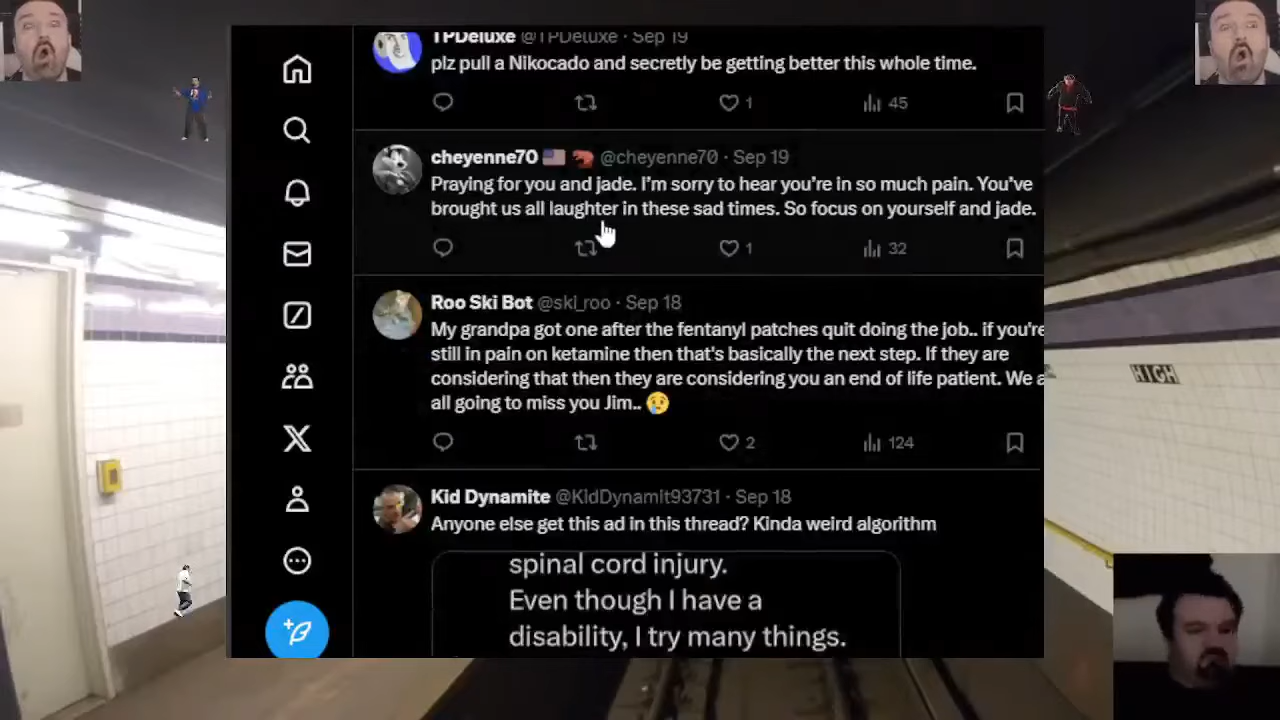 TPDeluxe @TPDeluxe · Sep 19
plz pull a Nikocado and secretly be getting better this whole time.
1 45
cheyenne70 @cheyenne70 · Sep 19
Praying for you and jade. I'm sorry to hear you're in so much pain. You've
brought us all laughter in these sad times. So focus on yourself and jade.
1 32
Roo Ski Bot @ski_roo · Sep 18
My grandpa got one after the fentanyl patches quit doing the job.. if you're
still in pain on ketamine then that's basically the next step. If they are
considering that then they are considering you an end of life patient. We a
all going to miss you Jim.. 😢
2 124
Kid Dynamite @KidDynamit93731 · Sep 18
Anyone else get this ad in this thread? Kinda weird algorithm
spinal cord injury.
Even though I have a
disability, I try many things.
HIGH